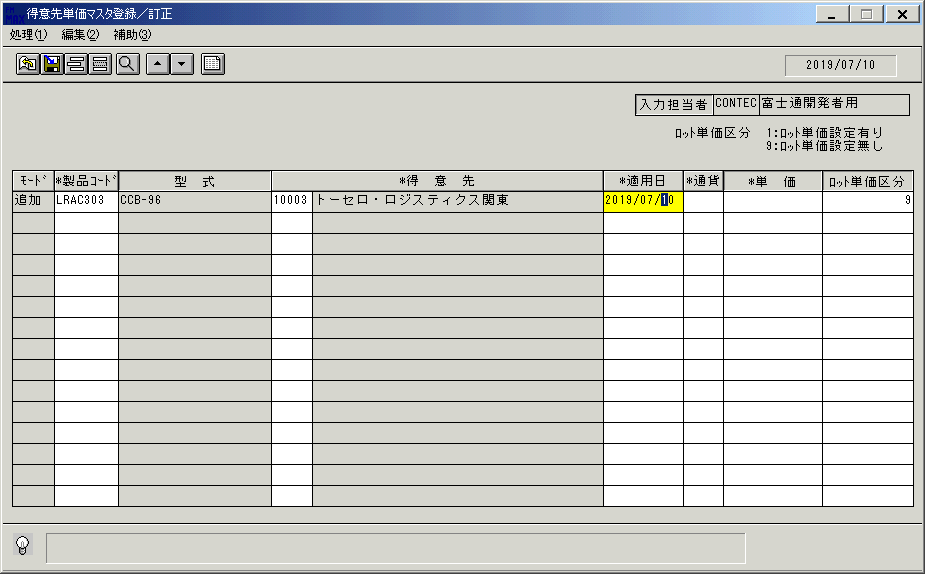 得意先単価マスタ登録／訂正
処理(1) 編集(2) 補助(3)
2019/07/10
入力担当者 CONTEC 富士通開発者用
ﾛｯﾄ単価区分 1:ﾛｯﾄ単価設定有り
9:ﾛｯﾄ単価設定無し
ﾓｰﾄﾞ *製品ｺｰﾄﾞ 型 式 *得 意 先 *適用日 *通貨 *単 価 ﾛｯﾄ単価区分
追加 LRAC303 CCB-96 10003 トーセロ・ロジスティクス関東 2019/07/10 9